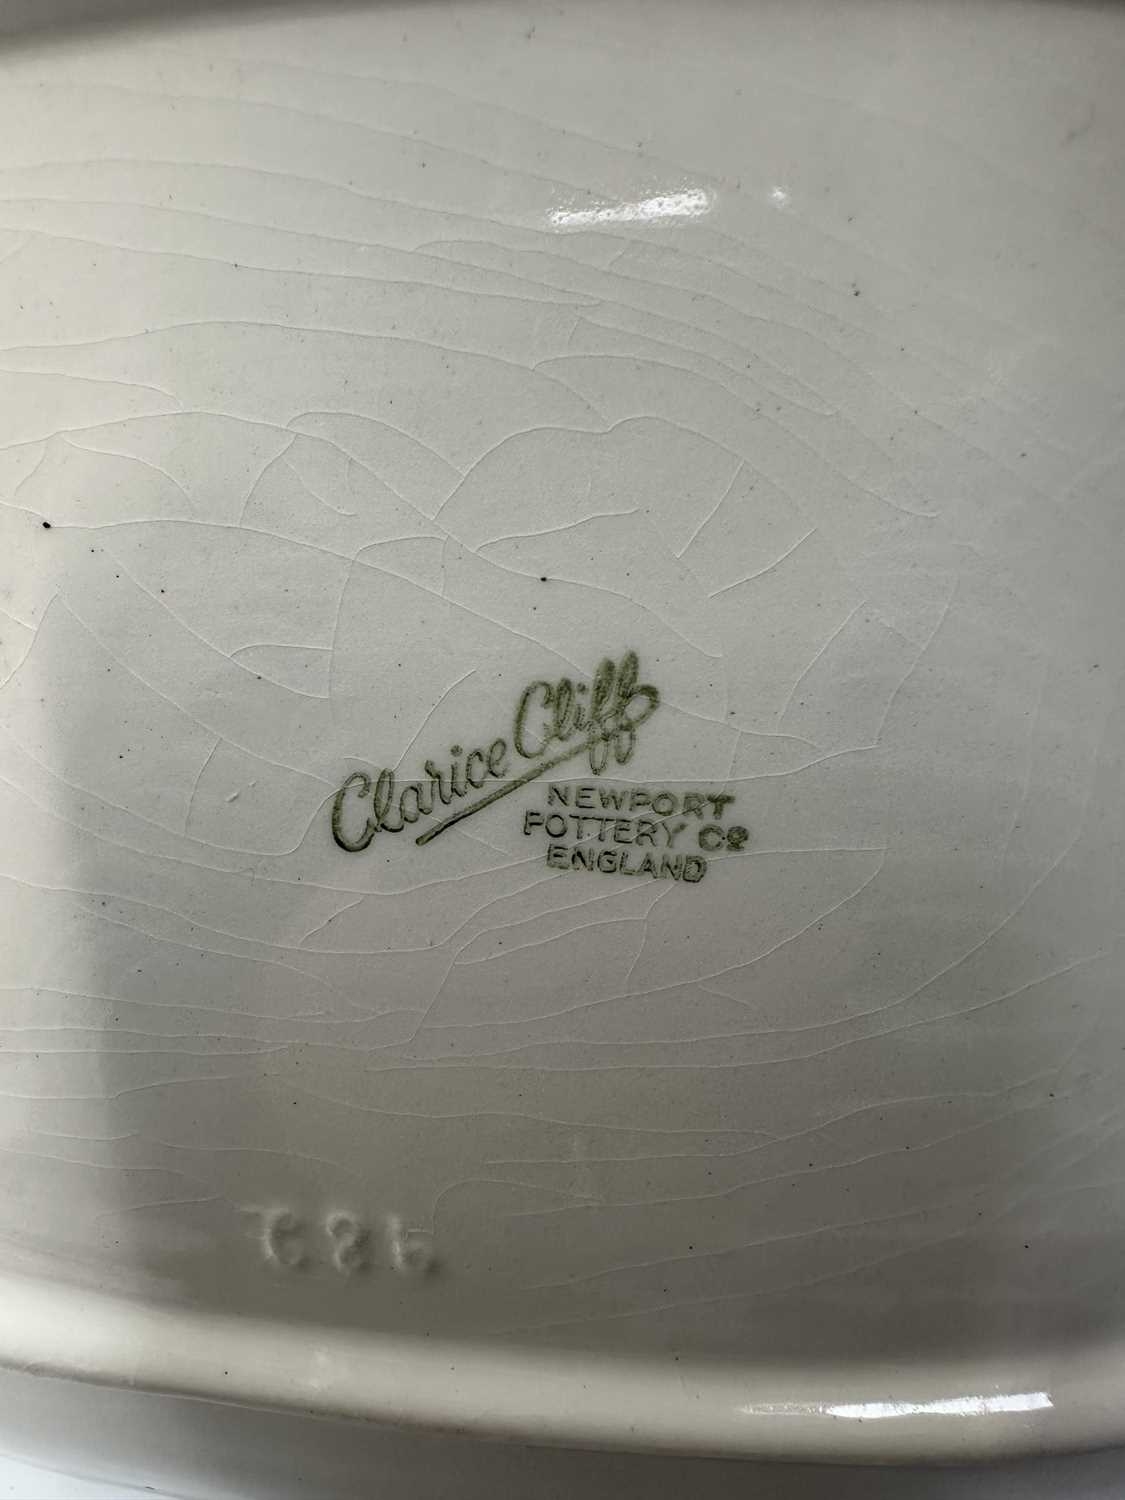 Clarice Cliff
NEWPORT
POTTERY Co
ENGLAND